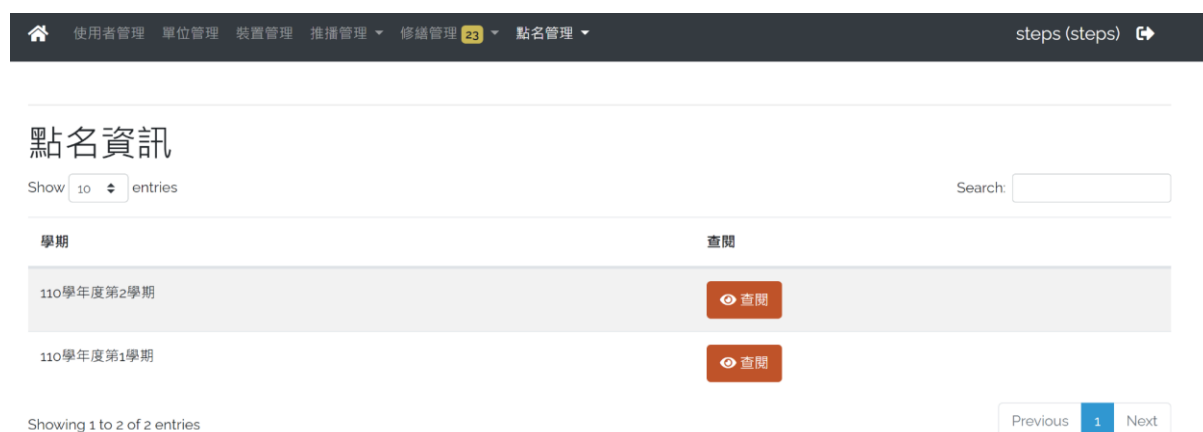 使用者管理 單位管理 裝置管理 推播管理 修繕管理 23 點名管理 steps (steps)
點名資訊
Show 10 entries Search:
學期 查閱
110學年度第2學期 查閱
110學年度第1學期 查閱
Showing 1 to 2 of 2 entries Previous 1 Next